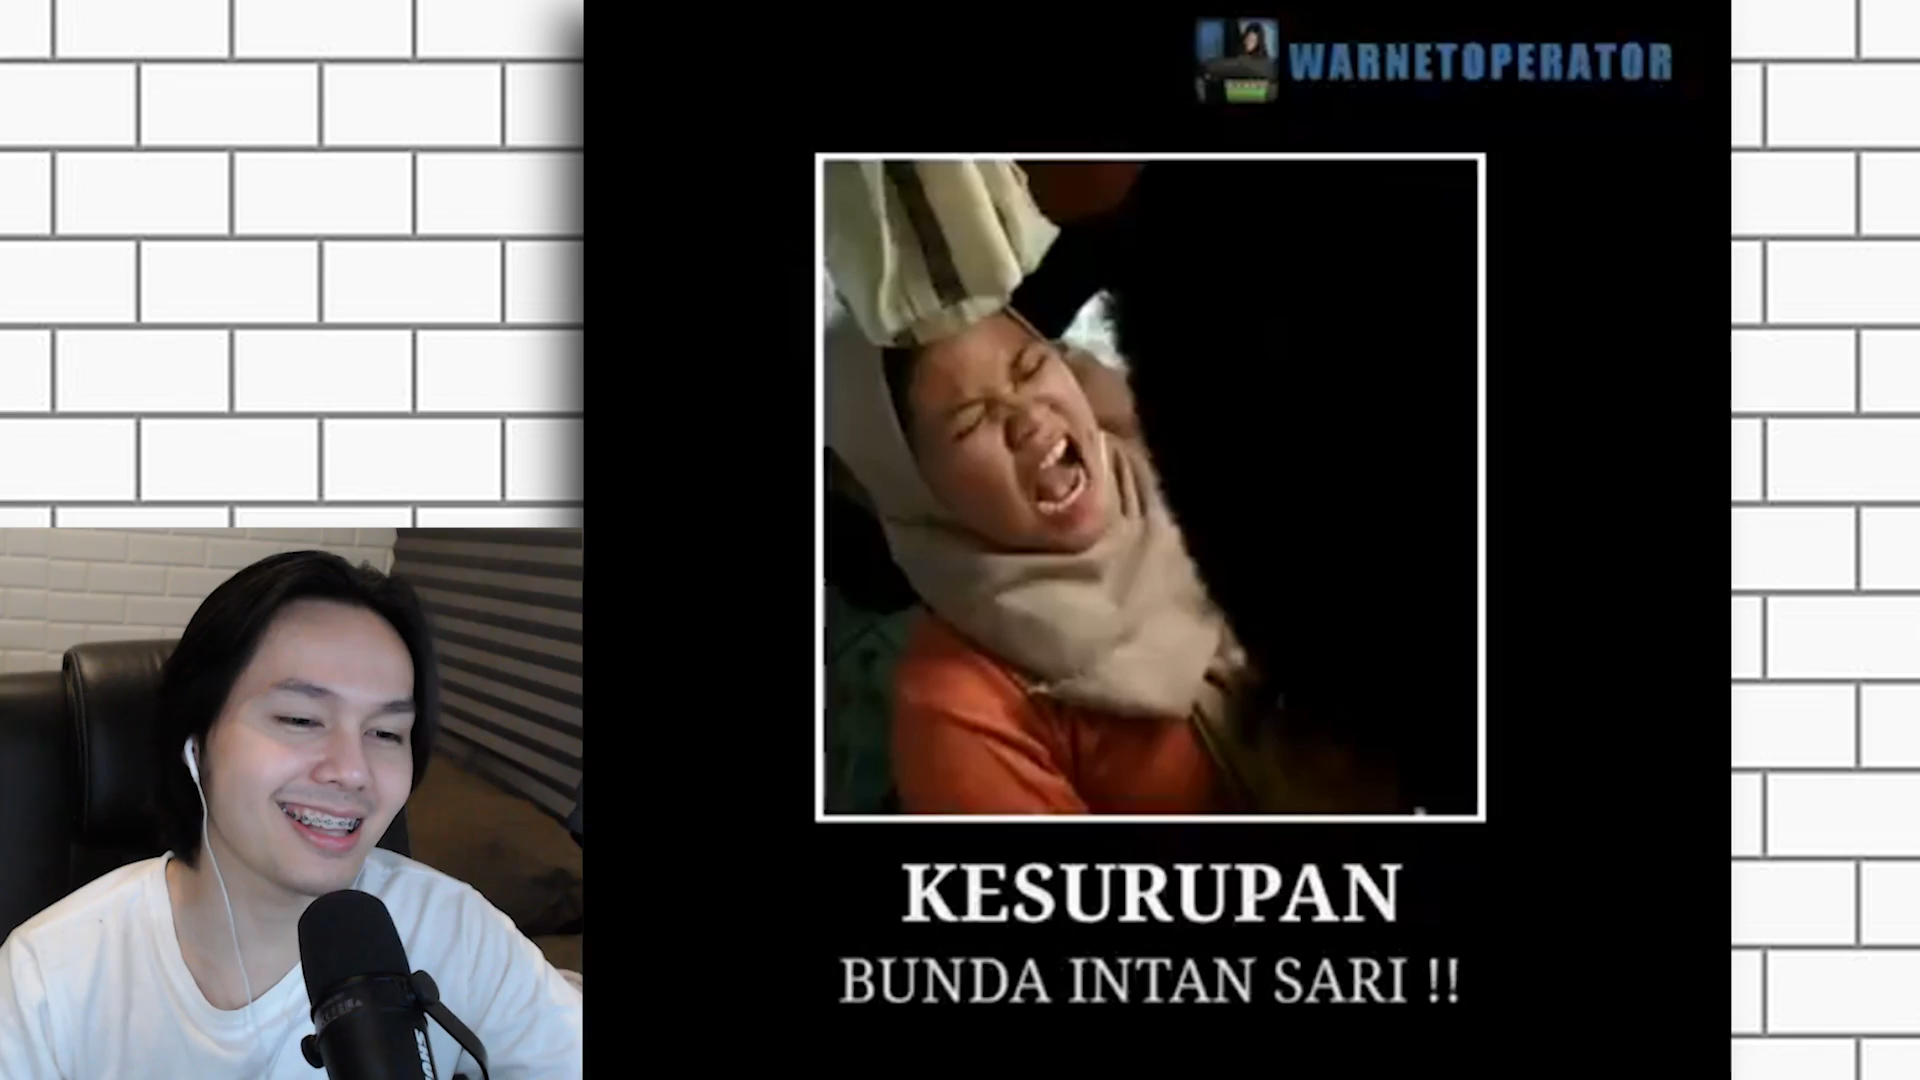 WARNETOPERATOR
KESURUPAN
BUNDA INTAN SARI !!